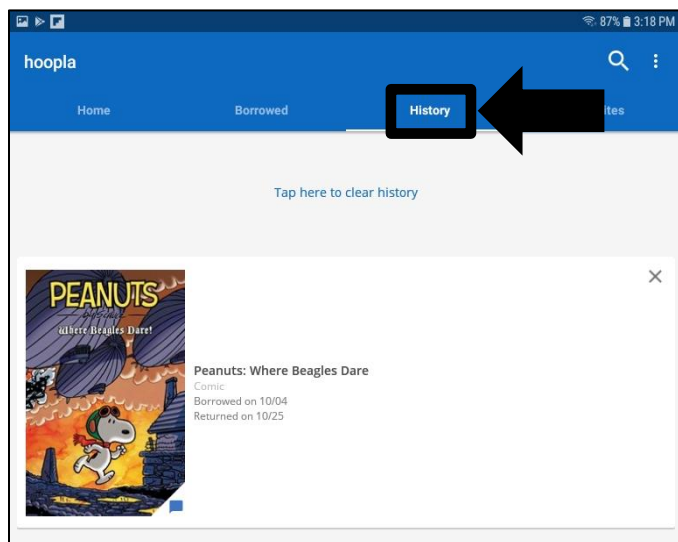 87% 3:18 PM
hoopla
Home Borrowed History ites
Tap here to clear history
PEANUTS
Where Beagles Dare!
Peanuts: Where Beagles Dare
Comic
Borrowed on 10/04
Returned on 10/25